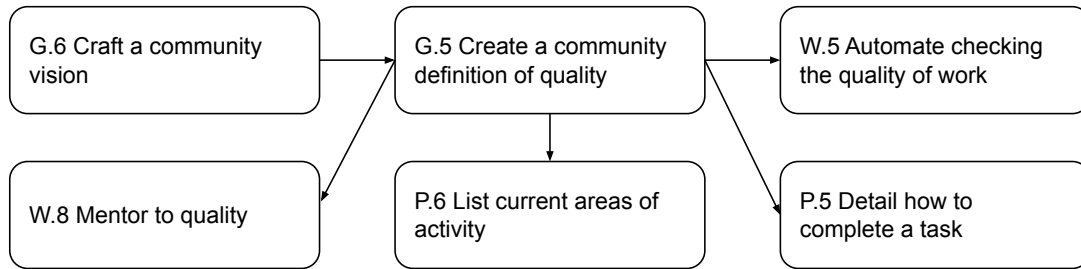 G.6 Craft a community
vision
G.5 Create a community
definition of quality
W.5 Automate checking
the quality of work
W.8 Mentor to quality
P.6 List current areas of
activity
P.5 Detail how to
complete a task